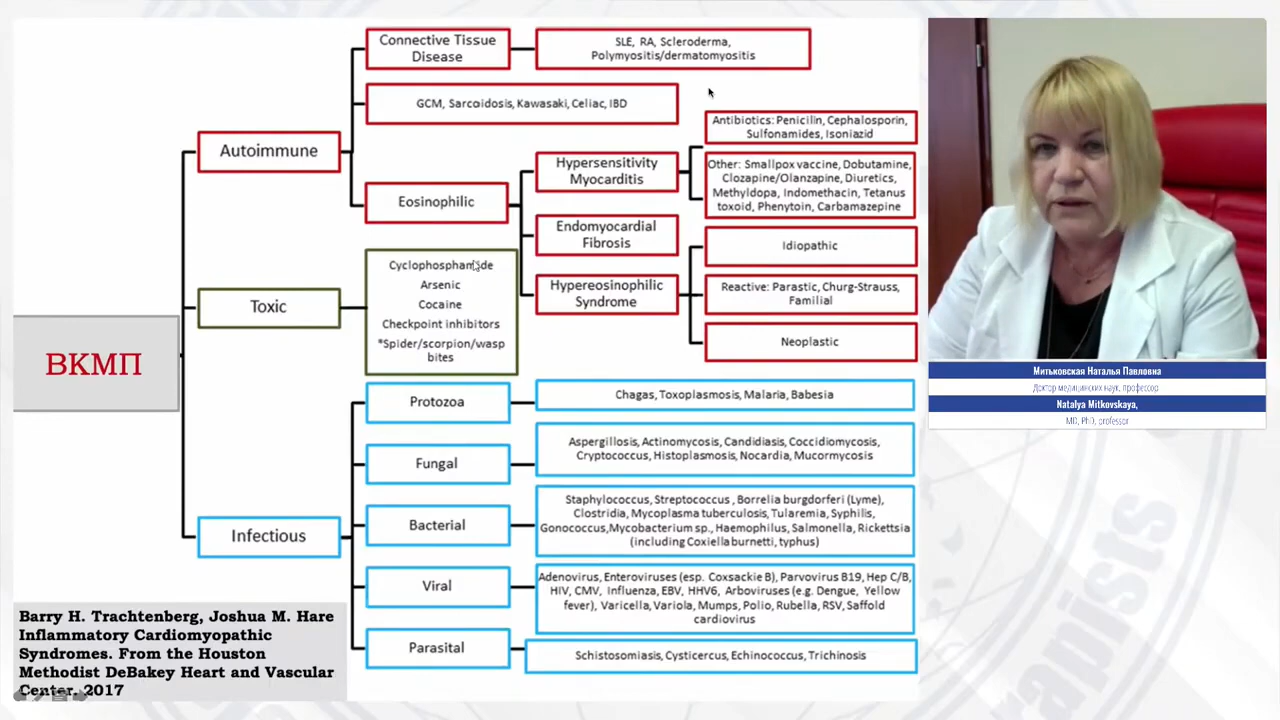 Connective Tissue
Disease
SLE, RA, Scleroderma,
Polymyositis/dermatomyositis
GCM, Sarcoidosis, Kawasaki, Celiac, IBD
Autoimmune
Eosinophilic
Hypersensitivity
Myocarditis
Antibiotics: Penicilin, Cephalosporin,
Sulfonamides, Isoniazid
Other: Smallpox vaccine, Dobutamine,
Clozapine/Olanzapine, Diuretics,
Methyldopa, Indomethacin, Tetanus
toxoid, Phenytoin, Carbamazepine
Endomyocardial
Fibrosis
Hypereosinophilic
Syndrome
Idiopathic
Reactive: Parastic, Churg-Strauss,
Familial
Neoplastic
Toxic
Cyclophosphamide
Arsenic
Cocaine
Checkpoint inhibitors
*Spider/scorpion/wasp
bites
ВКМП
Infectious
Protozoa
Chagas, Toxoplasmosis, Malaria, Babesia
Fungal
Aspergillosis, Actinomycosis, Candidiasis, Coccidiomycosis,
Cryptococcus, Histoplasmosis, Nocardia, Mucormycosis
Bacterial
Staphylococcus, Streptococcus , Borrelia burgdorferi (Lyme),
Clostridia, Mycoplasma tuberculosis, Tularemia, Syphilis,
Gonococcus,Mycobacterium sp., Haemophilus, Salmonella, Rickettsia
(including Coxiella burnetti, typhus)
Viral
Adenovirus, Enteroviruses (esp. Coxsackie B), Parvovirus B19, Hep C/B,
HIV, CMV, Influenza, EBV, HHV6, Arboviruses (e.g. Dengue, Yellow
fever), Varicella, Variola, Mumps, Polio, Rubella, RSV, Saffold
cardiovirus
Parasital
Schistosomiasis, Cysticercus, Echinococcus, Trichinosis
Barry H. Trachtenberg, Joshua M. Hare
Inflammatory Cardiomyopathic
Syndromes. From the Houston
Methodist DeBakey Heart and Vascular
Center. 2017
Митьковская Наталья Павловна
Доктор медицинских наук, профессор
Natalya Mitkovskaya,
MD, PhD, professor
rapists